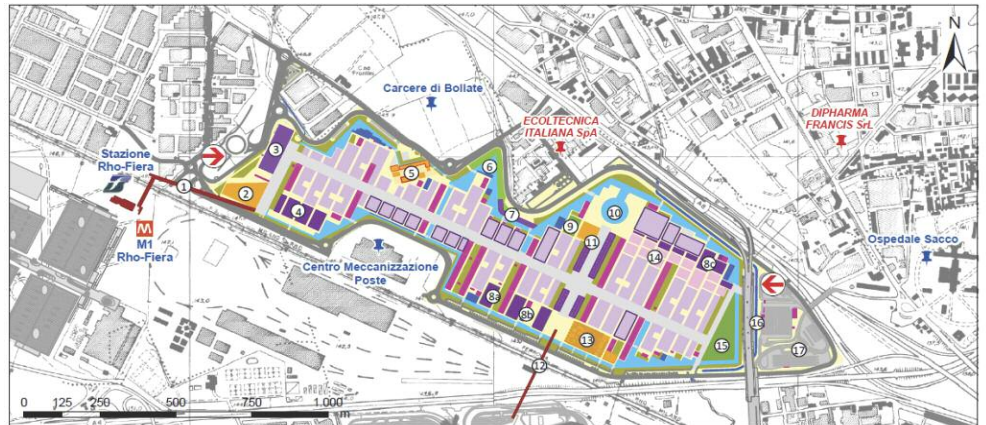 N
Carcere di Bollate
ECOLTECNICA
ITALIANA SpA
DIPHARMA
FRANCIS SrL
Stazione
Rho-Fiera
M
M1
Rho-Fiera
Centro Meccanizzazione
Poste
Ospedale Sacco
1
2
3
4
5
6
7
8a
8b
8c
9
10
11
12
13
14
15
16
17
0 125 250 500 750 1.000
m